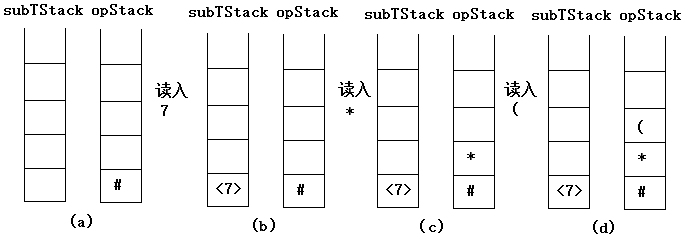 subTStack opStack subTStack opStack subTStack opStack subTStack opStack
读入 读入 读入
7 * (
(
* *
# <7> # <7> # <7> #
(a) (b) (c) (d)